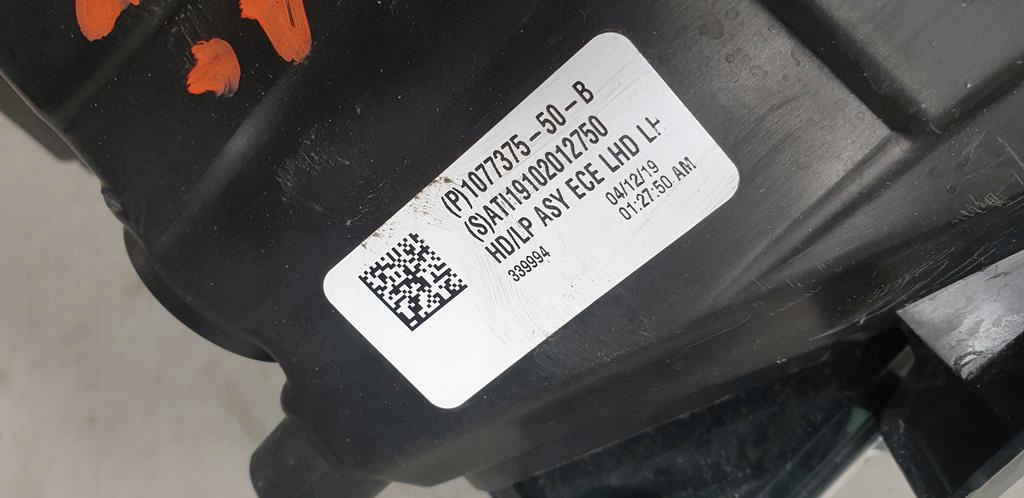 (P)1077375-50-B
(S)ATI19102012750
HD/LP ASY ECE LHD
339994
04/12/19
01:27:50 AM